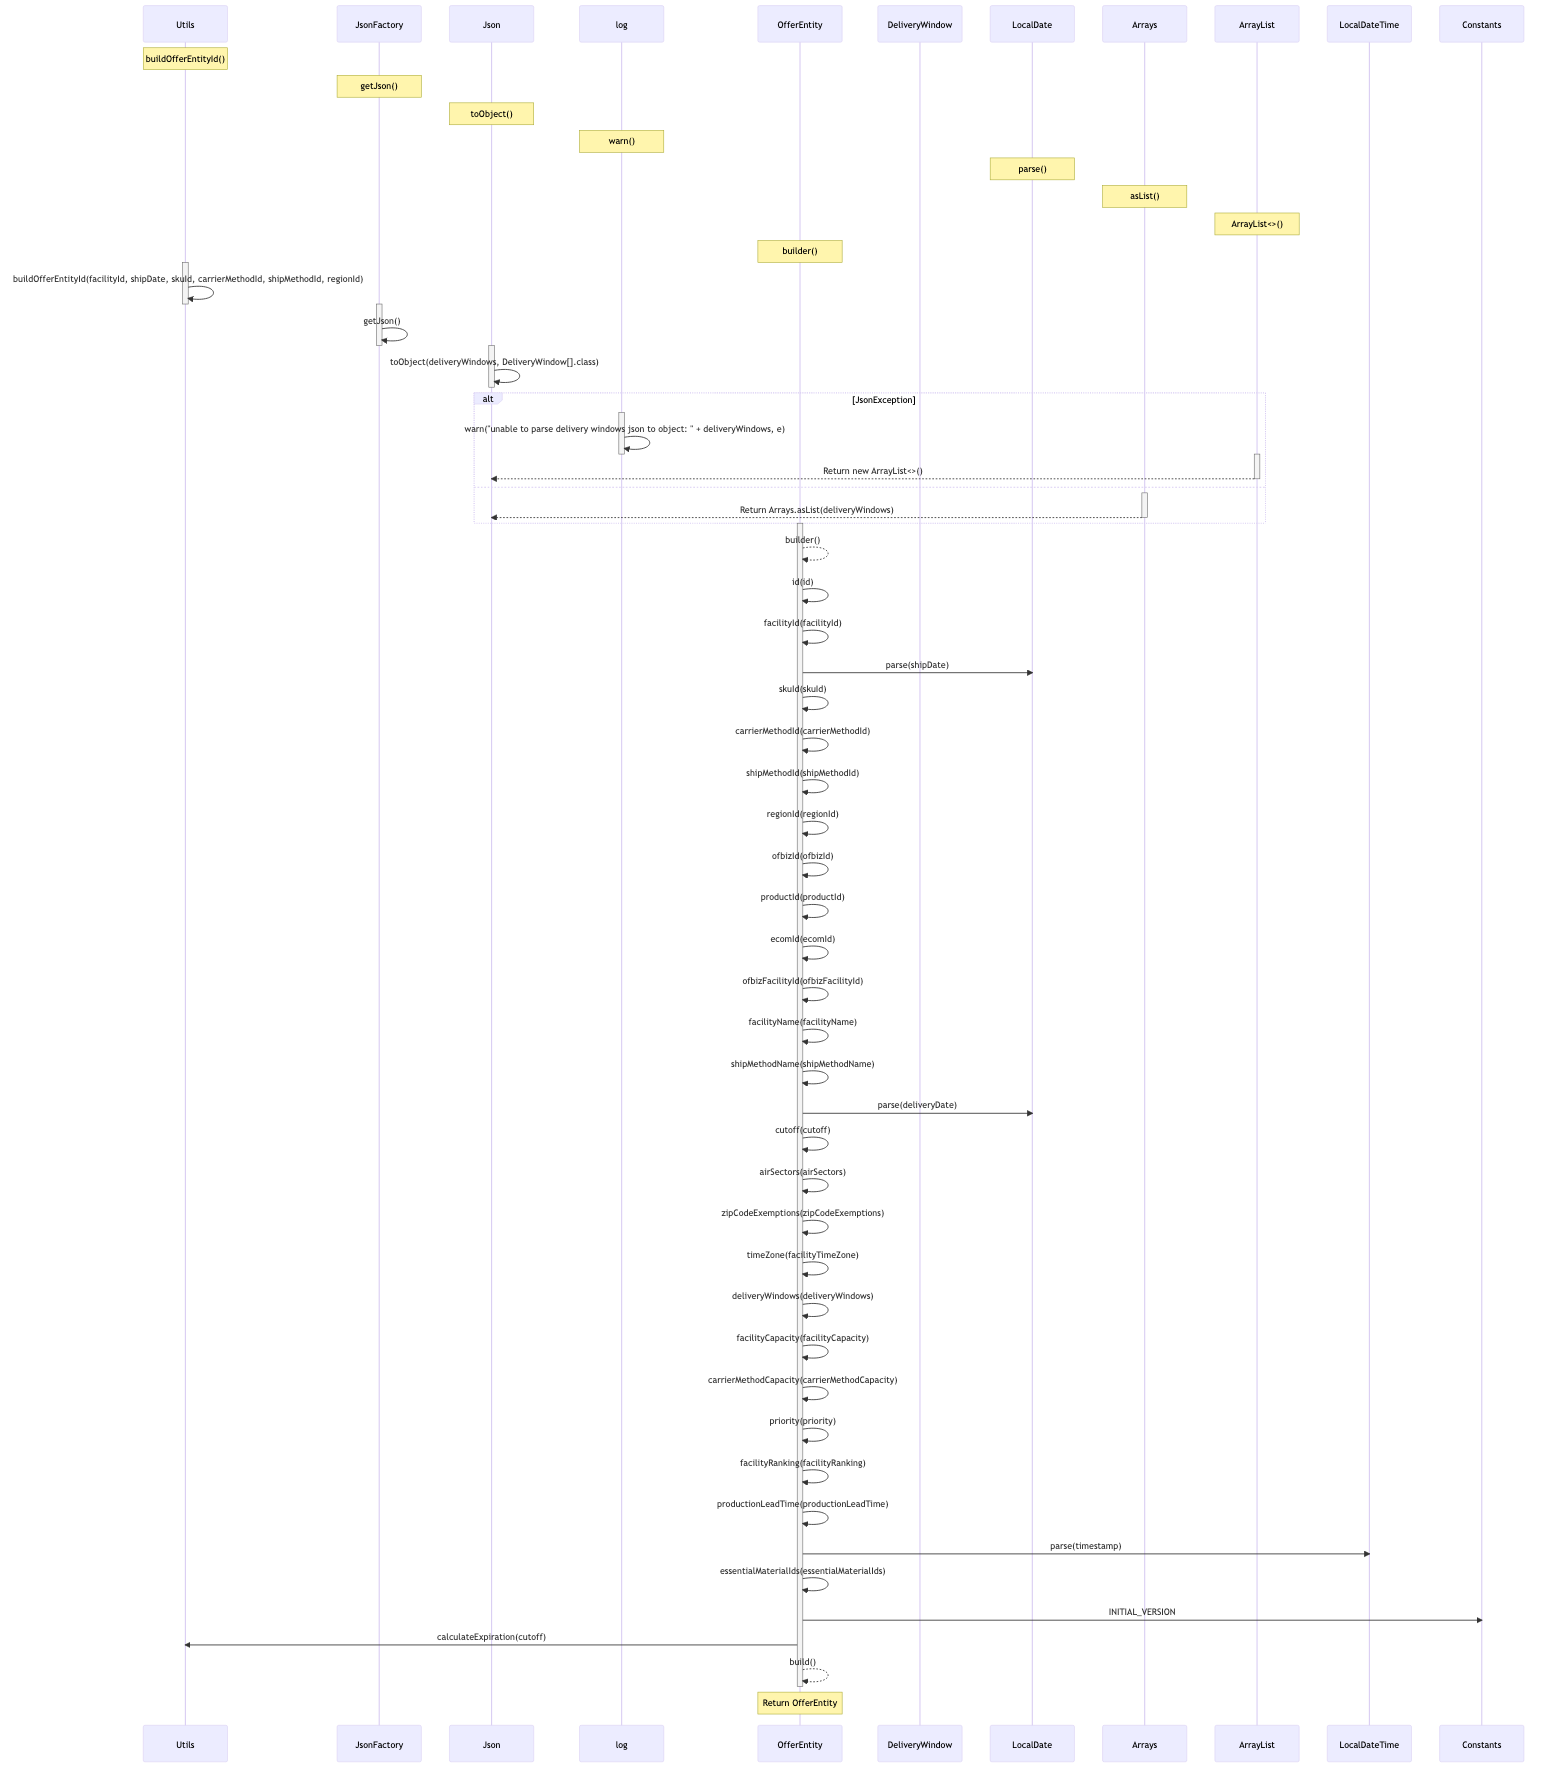 Utils
JsonFactory
Json
log
OfferEntity
DeliveryWindow
LocalDate
Arrays
ArrayList
LocalDateTime
Constants
buildOfferEntityId()
getJson()
toObject()
warn()
parse()
asList()
ArrayList<>()
builder()
buildOfferEntityId(facilityId, shipDate, skuId, carrierMethodId, shipMethodId, regionId)
getJson()
toObject(deliveryWindows, DeliveryWindow[].class)
alt
[JsonException]
warn("unable to parse delivery windows json to object: " + deliveryWindows, e)
Return new ArrayList<>()
Return Arrays.asList(deliveryWindows)
builder()
id(id)
facilityId(facilityId)
parse(shipDate)
skuId(skuId)
carrierMethodId(carrierMethodId)
shipMethodId(shipMethodId)
regionId(regionId)
ofbizId(ofbizId)
productId(productId)
ecomId(ecomId)
ofbizFacilityId(ofbizFacilityId)
facilityName(facilityName)
shipMethodName(shipMethodName)
parse(deliveryDate)
cutoff(cutoff)
airSectors(airSectors)
zipCodeExemptions(zipCodeExemptions)
timeZone(facilityTimeZone)
deliveryWindows(deliveryWindows)
facilityCapacity(facilityCapacity)
carrierMethodCapacity(carrierMethodCapacity)
priority(priority)
facilityRanking(facilityRanking)
productionLeadTime(productionLeadTime)
parse(timestamp)
essentialMaterialIds(essentialMaterialIds)
INITIAL_VERSION
calculateExpiration(cutoff)
build()
Return OfferEntity
Utils
JsonFactory
Json
log
OfferEntity
DeliveryWindow
LocalDate
Arrays
ArrayList
LocalDateTime
Constants